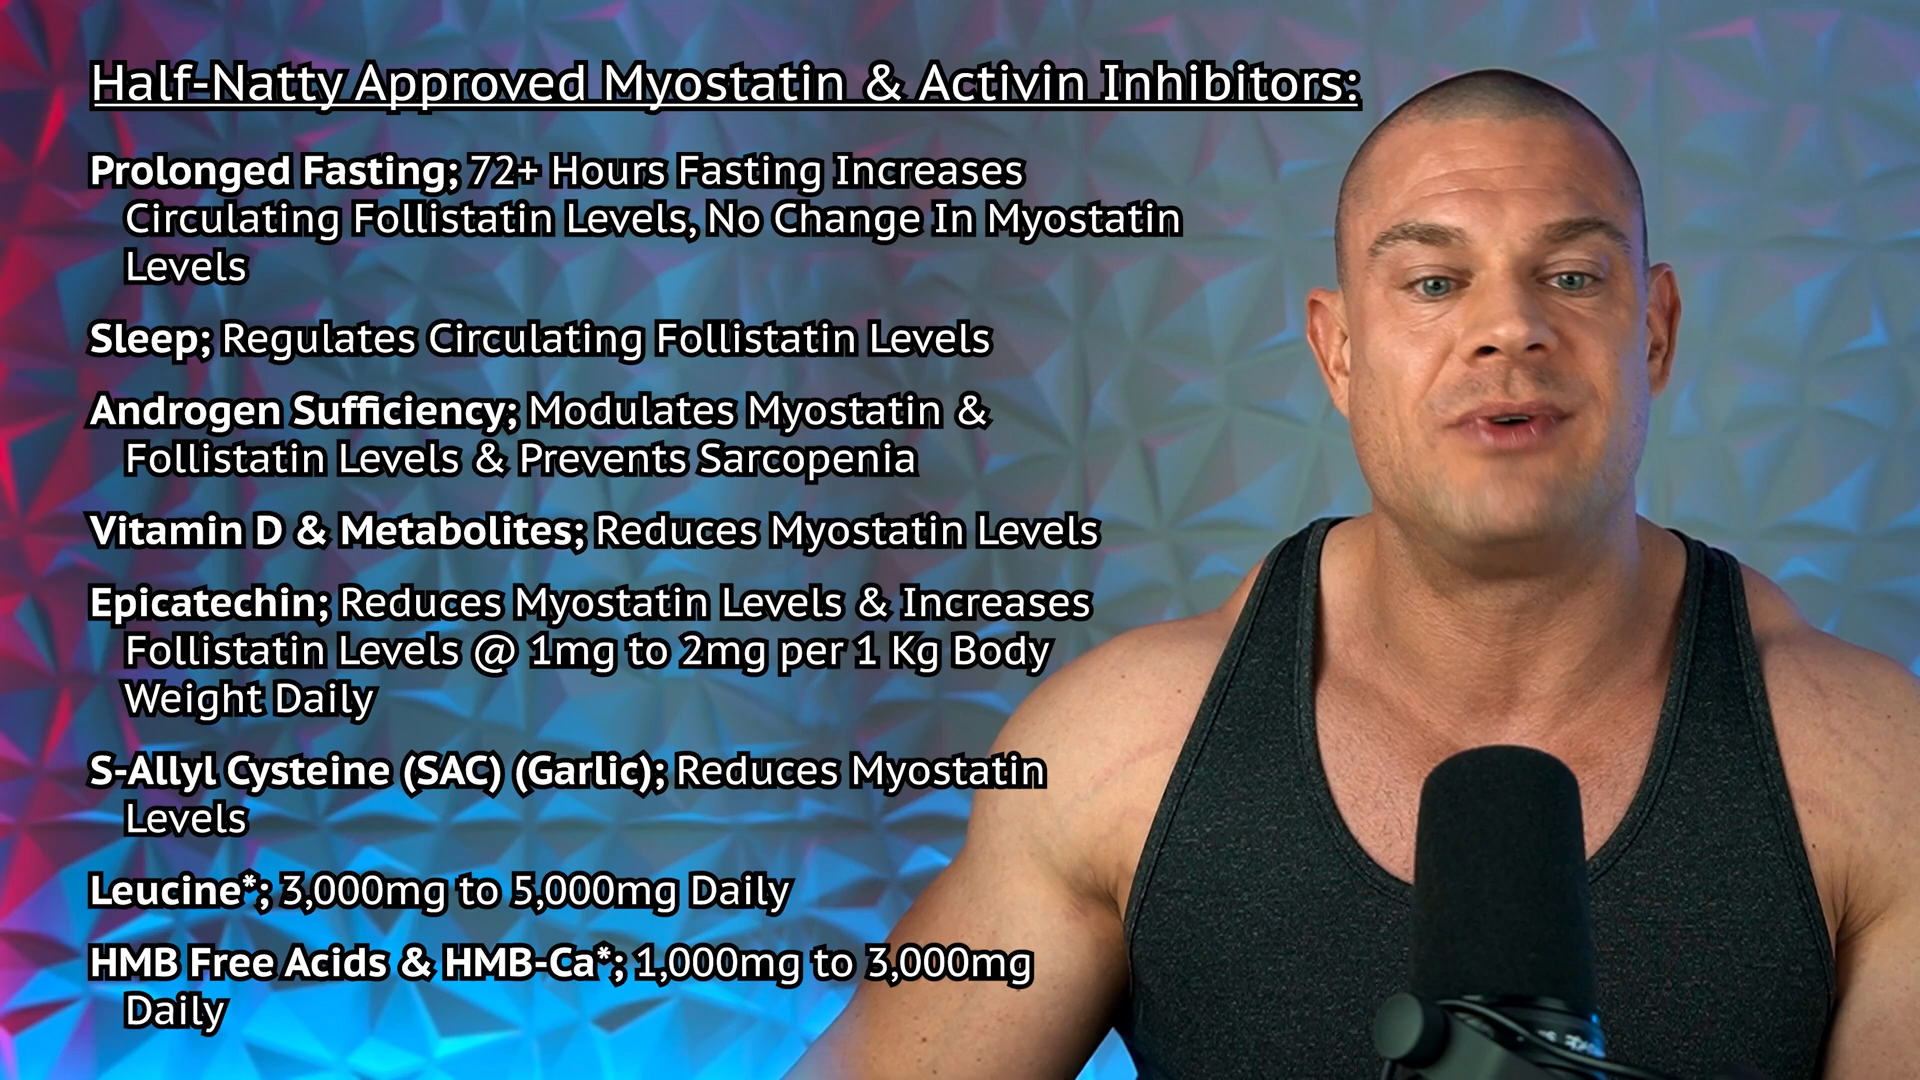 Half-Natty Approved Myostatin & Activin Inhibitors:
Prolonged Fasting; 72+ Hours Fasting Increases
Circulating Follistatin Levels, No Change In Myostatin
Levels
Sleep; Regulates Circulating Follistatin Levels
Androgen Sufficiency; Modulates Myostatin &
Follistatin Levels & Prevents Sarcopenia
Vitamin D & Metabolites; Reduces Myostatin Levels
Epicatechin; Reduces Myostatin Levels & Increases
Follistatin Levels @ 1mg to 2mg per 1 Kg Body
Weight Daily
S-Allyl Cysteine (SAC) (Garlic); Reduces Myostatin
Levels
Leucine*; 3,000mg to 5,000mg Daily
HMB Free Acids & HMB-Ca*; 1,000mg to 3,000mg
Daily